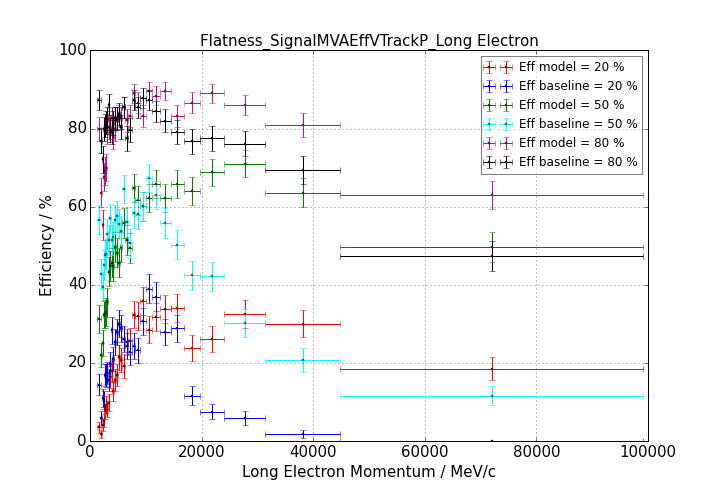 Flatness_SignalMVAEffVTrackP_Long Electron
100
80
60
40
20
0
Efficiency / %
Eff model = 20 %
Eff baseline = 20 %
Eff model = 50 %
Eff baseline = 50 %
Eff model = 80 %
Eff baseline = 80 %
0 20000 40000 60000 80000 100000
Long Electron Momentum / MeV/c